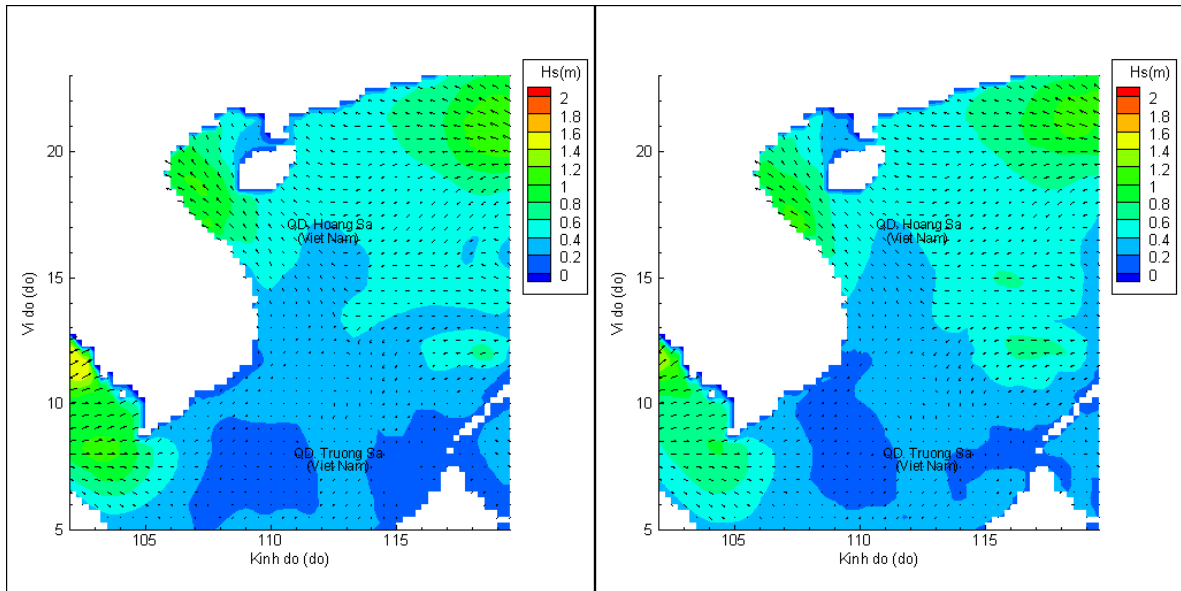 Hs(m)
2
1.8
1.6
1.4
1.2
1
0.8
0.6
0.4
0.2
0
20
15
10
5
Vi do (do)
105
110
115
Kinh do (do)
QD. Hoang Sa
(Viet Nam)
QD. Truong Sa
(Viet Nam)
Hs(m)
2
1.8
1.6
1.4
1.2
1
0.8
0.6
0.4
0.2
0
20
15
10
5
Vi do (do)
105
110
115
Kinh do (do)
QD. Hoang Sa
(Viet Nam)
QD. Truong Sa
(Viet Nam)